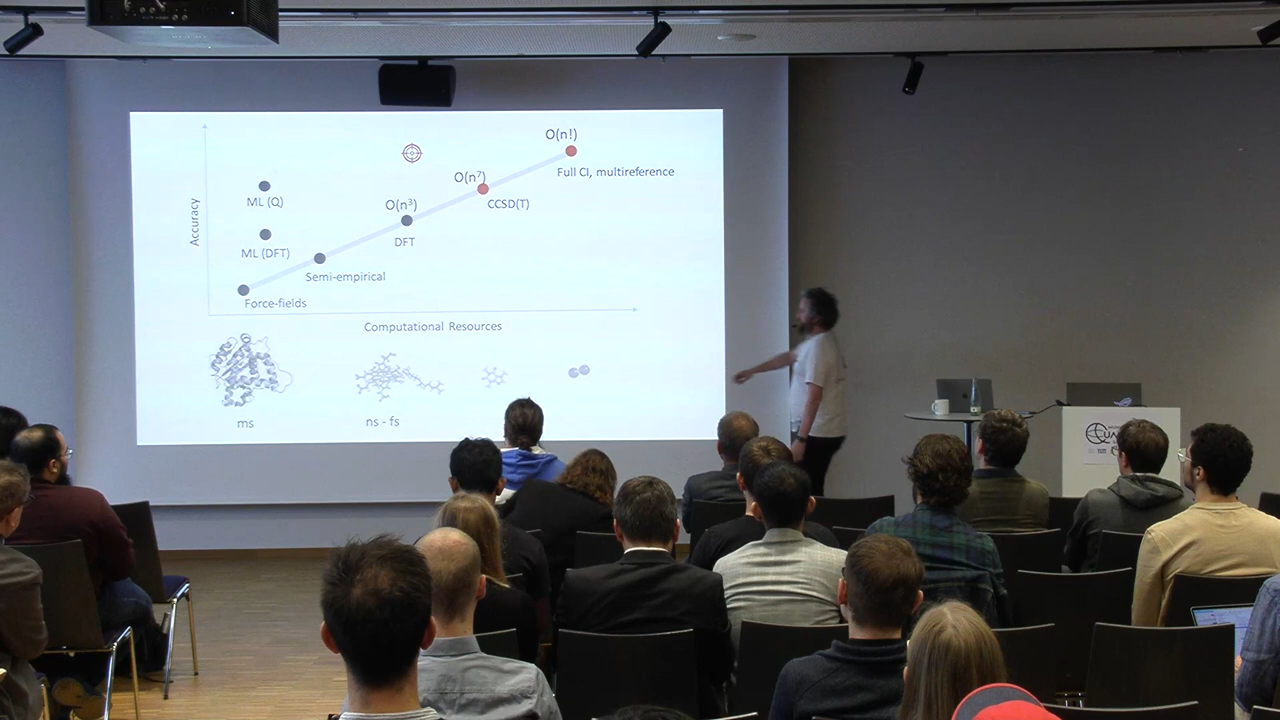 O(n!)
Full CI, multireference
O(n⁷)
CCSD(T)
ML (Q)
O(n³)
DFT
ML (DFT)
Semi-empirical
Force-fields
Accuracy
Computational Resources
ms
ns - fs